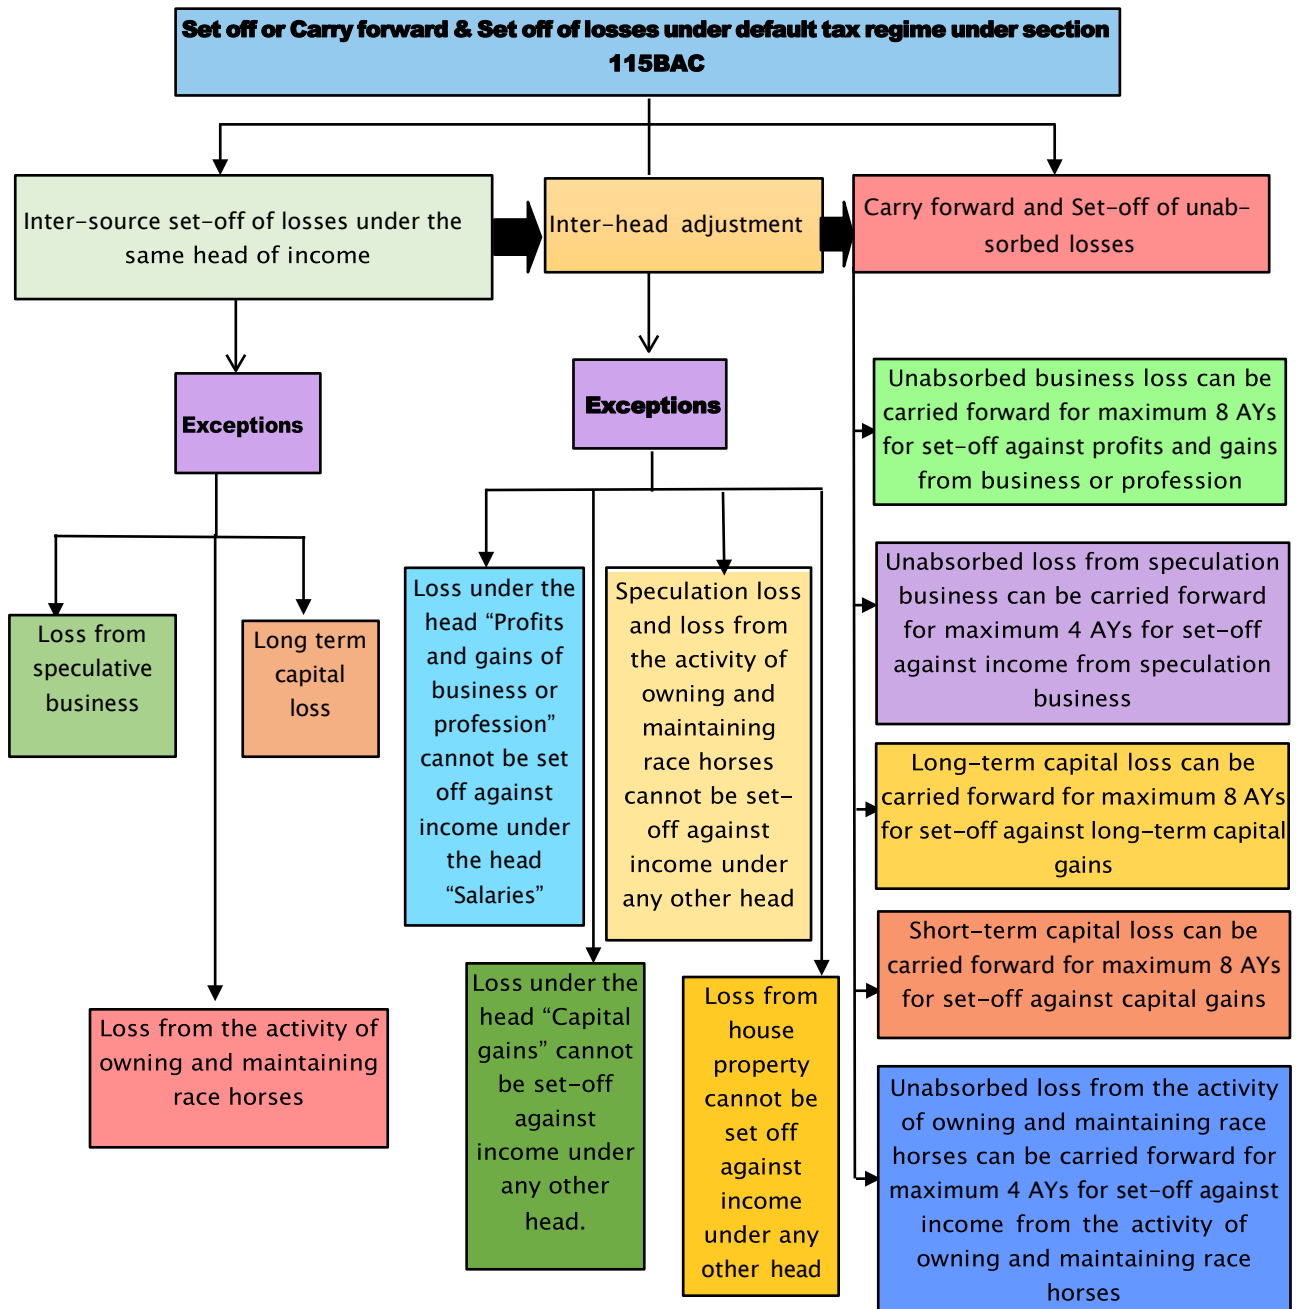 Set off or Carry forward & Set off of losses under default tax regime under section
115BAC
Inter-source set-off of losses under the
same head of income
Inter-head adjustment
Carry forward and Set-off of unab-
sorbed losses
Exceptions
Loss from
speculative
business
Long term
capital
loss
Loss from the activity of
owning and maintaining
race horses
Exceptions
Loss under the
head “Profits
and gains of
business or
profession”
cannot be set
off against
income under
the head
“Salaries”
Speculation loss
and loss from
the activity of
owning and
maintaining
race horses
cannot be set-
off against
income under
any other head
Loss under the
head “Capital
gains” cannot
be set-off
against
income under
any other
head.
Loss from
house
property
cannot be
set off
against
income
under any
other head
Unabsorbed business loss can be
carried forward for maximum 8 AYs
for set-off against profits and gains
from business or profession
Unabsorbed loss from speculation
business can be carried forward
for maximum 4 AYs for set-off
against income from speculation
business
Long-term capital loss can be
carried forward for maximum 8 AYs
for set-off against long-term capital
gains
Short-term capital loss can be
carried forward for maximum 8 AYs
for set-off against capital gains
Unabsorbed loss from the activity
of owning and maintaining race
horses can be carried forward for
maximum 4 AYs for set-off against
income from the activity of
owning and maintaining race
horses